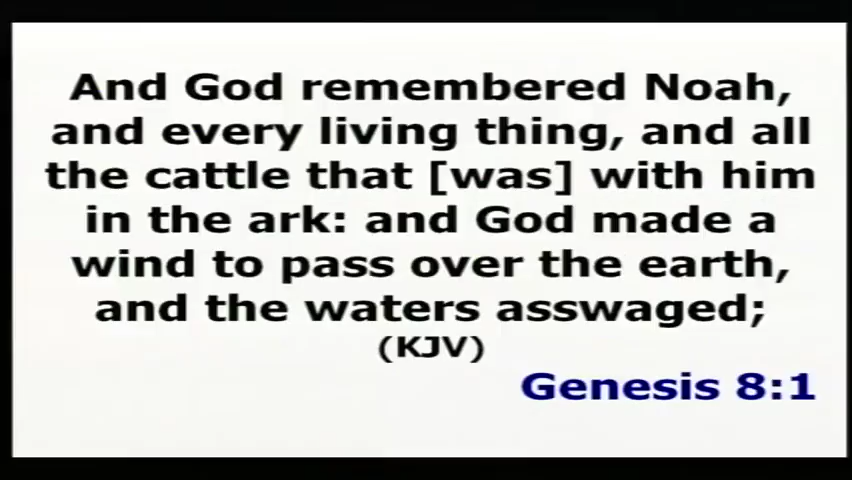 And God remembered Noah,
and every living thing, and all
the cattle that [was] with him
in the ark: and God made a
wind to pass over the earth,
and the waters asswaged;
(KJV)
Genesis 8:1